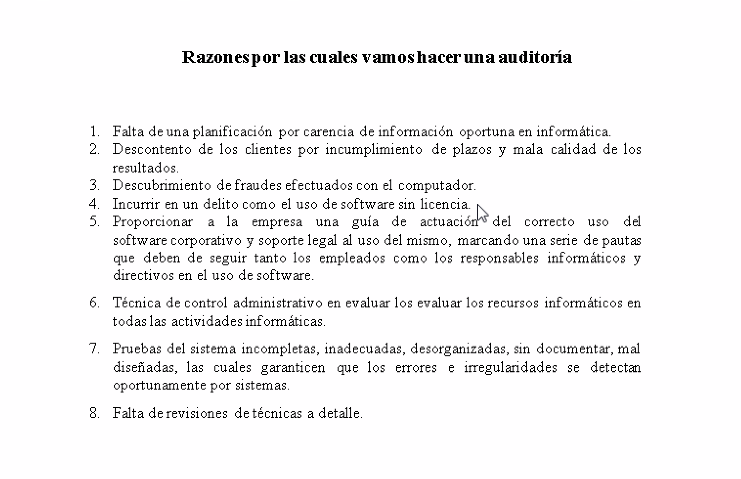 Razones por las cuales vamos hacer una auditoría
1. Falta de una planificación por carencia de información oportuna en informática.
2. Descontento de los clientes por incumplimiento de plazos y mala calidad de los
resultados.
3. Descubrimiento de fraudes efectuados con el computador.
4. Incurrir en un delito como el uso de software sin licencia.
5. Proporcionar a la empresa una guía de actuación del correcto uso del
software corporativo y soporte legal al uso del mismo, marcando una serie de pautas
que deben de seguir tanto los empleados como los responsables informáticos y
directivos en el uso de software.
6. Técnica de control administrativo en evaluar los evaluar los recursos informáticos en
todas las actividades informáticas.
7. Pruebas del sistema incompletas, inadecuadas, desorganizadas, sin documentar, mal
diseñadas, las cuales garanticen que los errores e irregularidades se detectan
oportunamente por sistemas.
8. Falta de revisiones de técnicas a detalle.